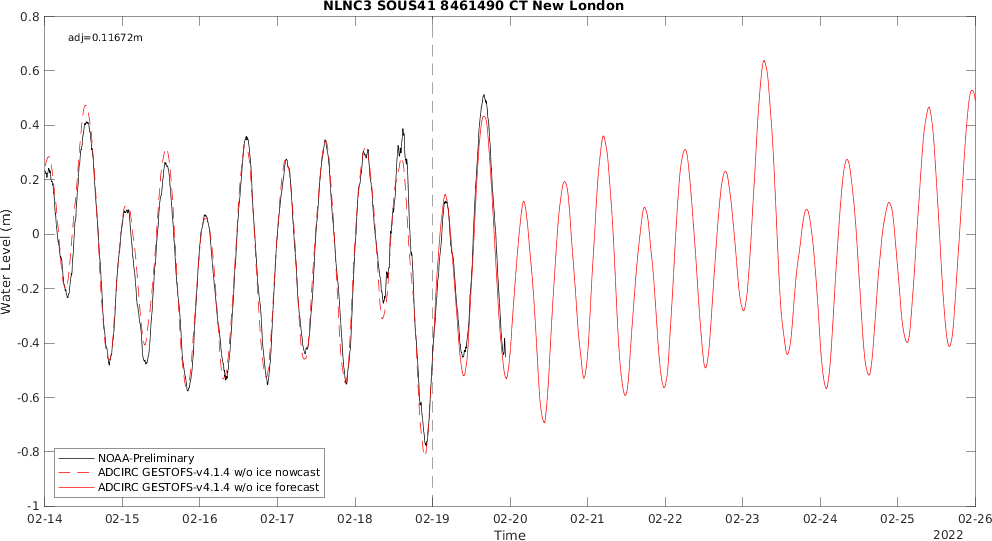 NLNC3 SOUS41 8461490 CT New London
adj=0.11672m
0.8
0.6
0.4
0.2
0
-0.2
-0.4
-0.6
-0.8
-1
Water Level (m)
NOAA-Preliminary
ADCIRC GESTOFS-v4.1.4 w/o ice nowcast
ADCIRC GESTOFS-v4.1.4 w/o ice forecast
02-14 02-15 02-16 02-17 02-18 02-19 02-20 02-21 02-22 02-23 02-24 02-25 02-26
Time
2022